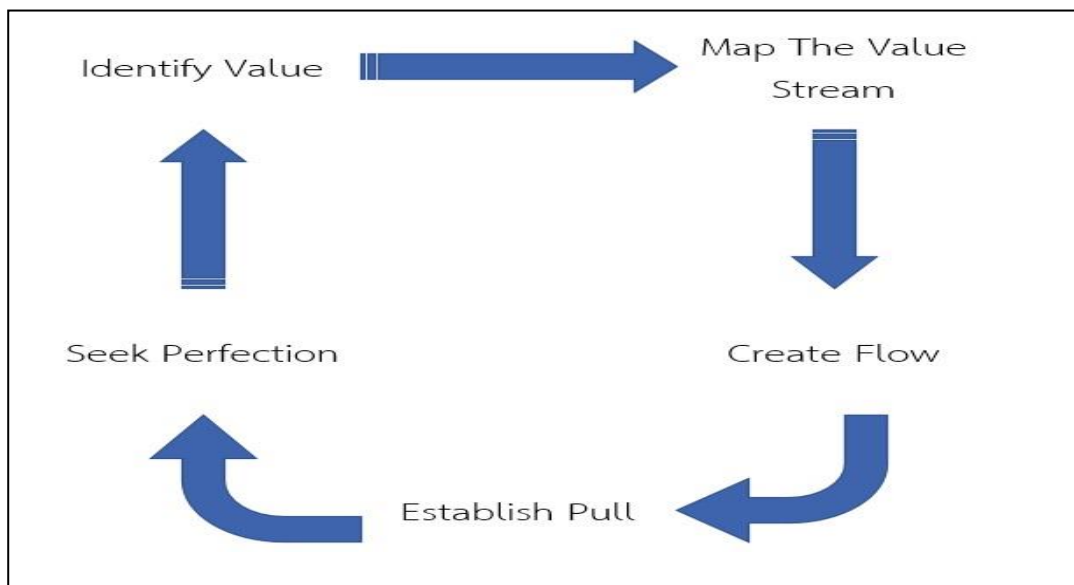 Identify Value
Map The Value
Stream
Seek Perfection
Create Flow
Establish Pull